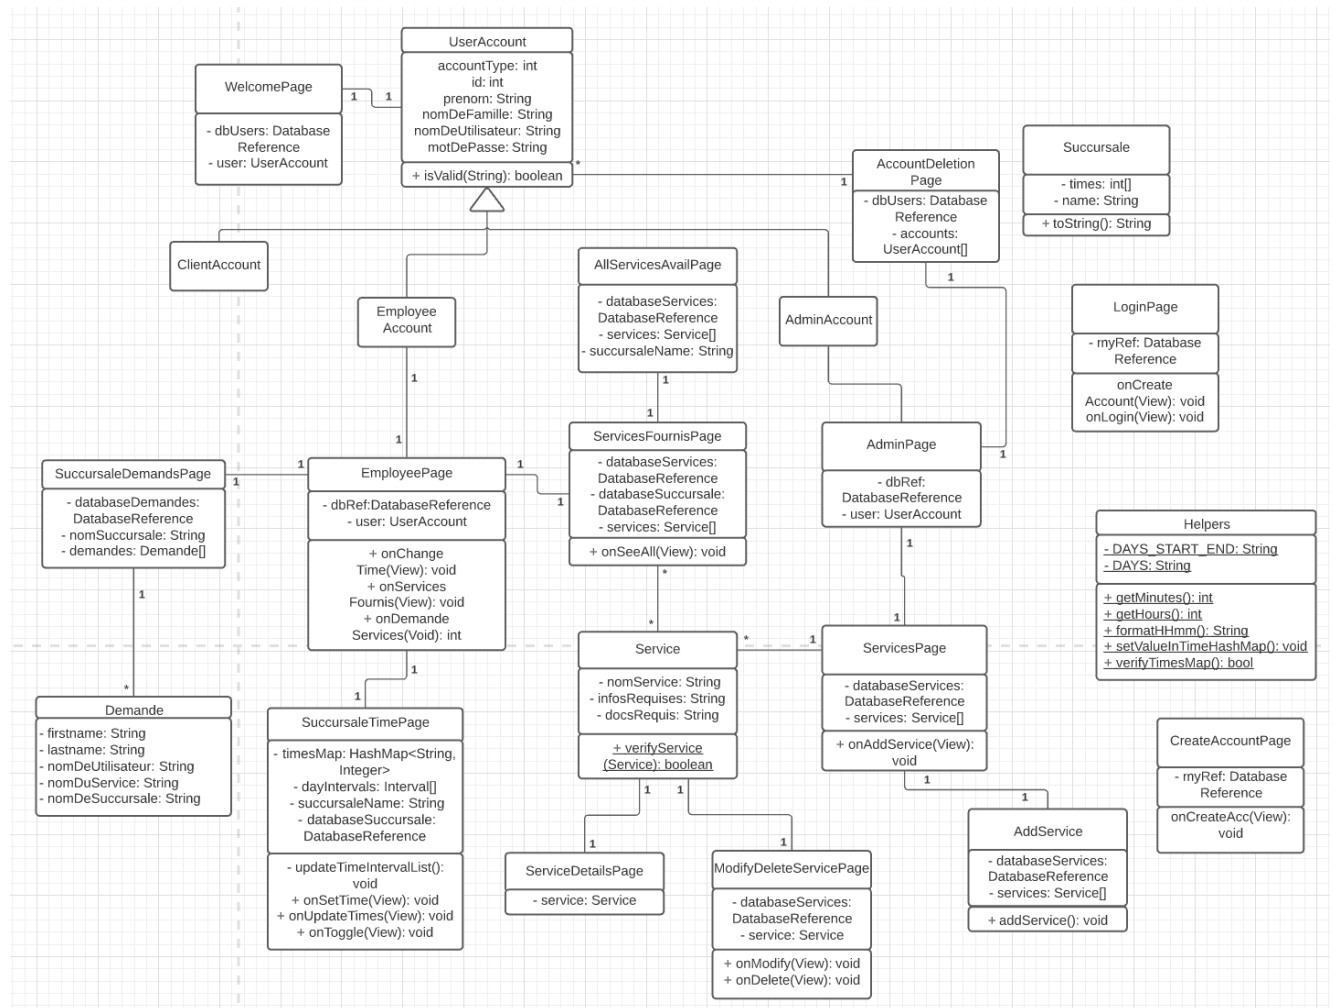 UserAccount
accountType: int
id: int
prenom: String
nomDeFamille: String
nomDeUtilisateur: String
motDePasse: String
+ isValid(String): boolean
WelcomePage
- dbUsers: Database
Reference
- user: UserAccount
1
1
*
1
AccountDeletion
Page
- dbUsers: Database
Reference
- accounts:
UserAccount[]
1
Succursale
- times: int[]
- name: String
+ toString(): String
ClientAccount
Employee
Account
1
1
AllServicesAvailPage
- databaseServices:
DatabaseReference
- services: Service[]
- succursaleName: String
1
1
AdminAccount
LoginPage
- myRef: Database
Reference
onCreate
Account(View): void
onLogin(View): void
SuccursaleDemandsPage
- databaseDemandes:
DatabaseReference
- nomSuccursale: String
- demandes: Demande[]
1
1
1
*
EmployeePage
- dbRef:DatabaseReference
- user: UserAccount
+ onChange
Time(View): void
+ onServices
Fournis(View): void
+ onDemande
Services(Void): int
1
1
1
1
ServicesFournisPage
- databaseServices:
DatabaseReference
- databaseSuccursale:
DatabaseReference
- services: Service[]
+ onSeeAll(View): void
*
*
AdminPage
- dbRef:
DatabaseReference
- user: UserAccount
1
1
1
Helpers
- DAYS_START_END: String
- DAYS: String
+ getMinutes(): int
+ getHours(): int
+ formatHHmm(): String
+ setValueInTimeHashMap(): void
+ verifyTimesMap(): bool
Demande
- firstname: String
- lastname: String
- nomDeUtilisateur: String
- nomDuService: String
- nomDeSuccursale: String
SuccursaleTimePage
- timesMap: HashMap<String,
Integer>
- dayIntervals: Interval[]
- succursaleName: String
- databaseSuccursale:
DatabaseReference
- updateTimeIntervalList():
void
+ onSetTime(View): void
+ onUpdateTimes(View): void
+ onToggle(View): void
Service
- nomService: String
- infosRequises: String
- docsRequis: String
+ verifyService
(Service): boolean
*
1
1
1
1
1
ServicesPage
- databaseServices:
DatabaseReference
- services: Service[]
+ onAddService(View):
void
1
1
CreateAccountPage
- myRef: Database
Reference
onCreateAcc(View):
void
ServiceDetailsPage
- service: Service
ModifyDeleteServicePage
- databaseServices:
DatabaseReference
- service: Service
+ onModify(View): void
+ onDelete(View): void
AddService
- databaseServices:
DatabaseReference
- services: Service[]
+ addService(): void